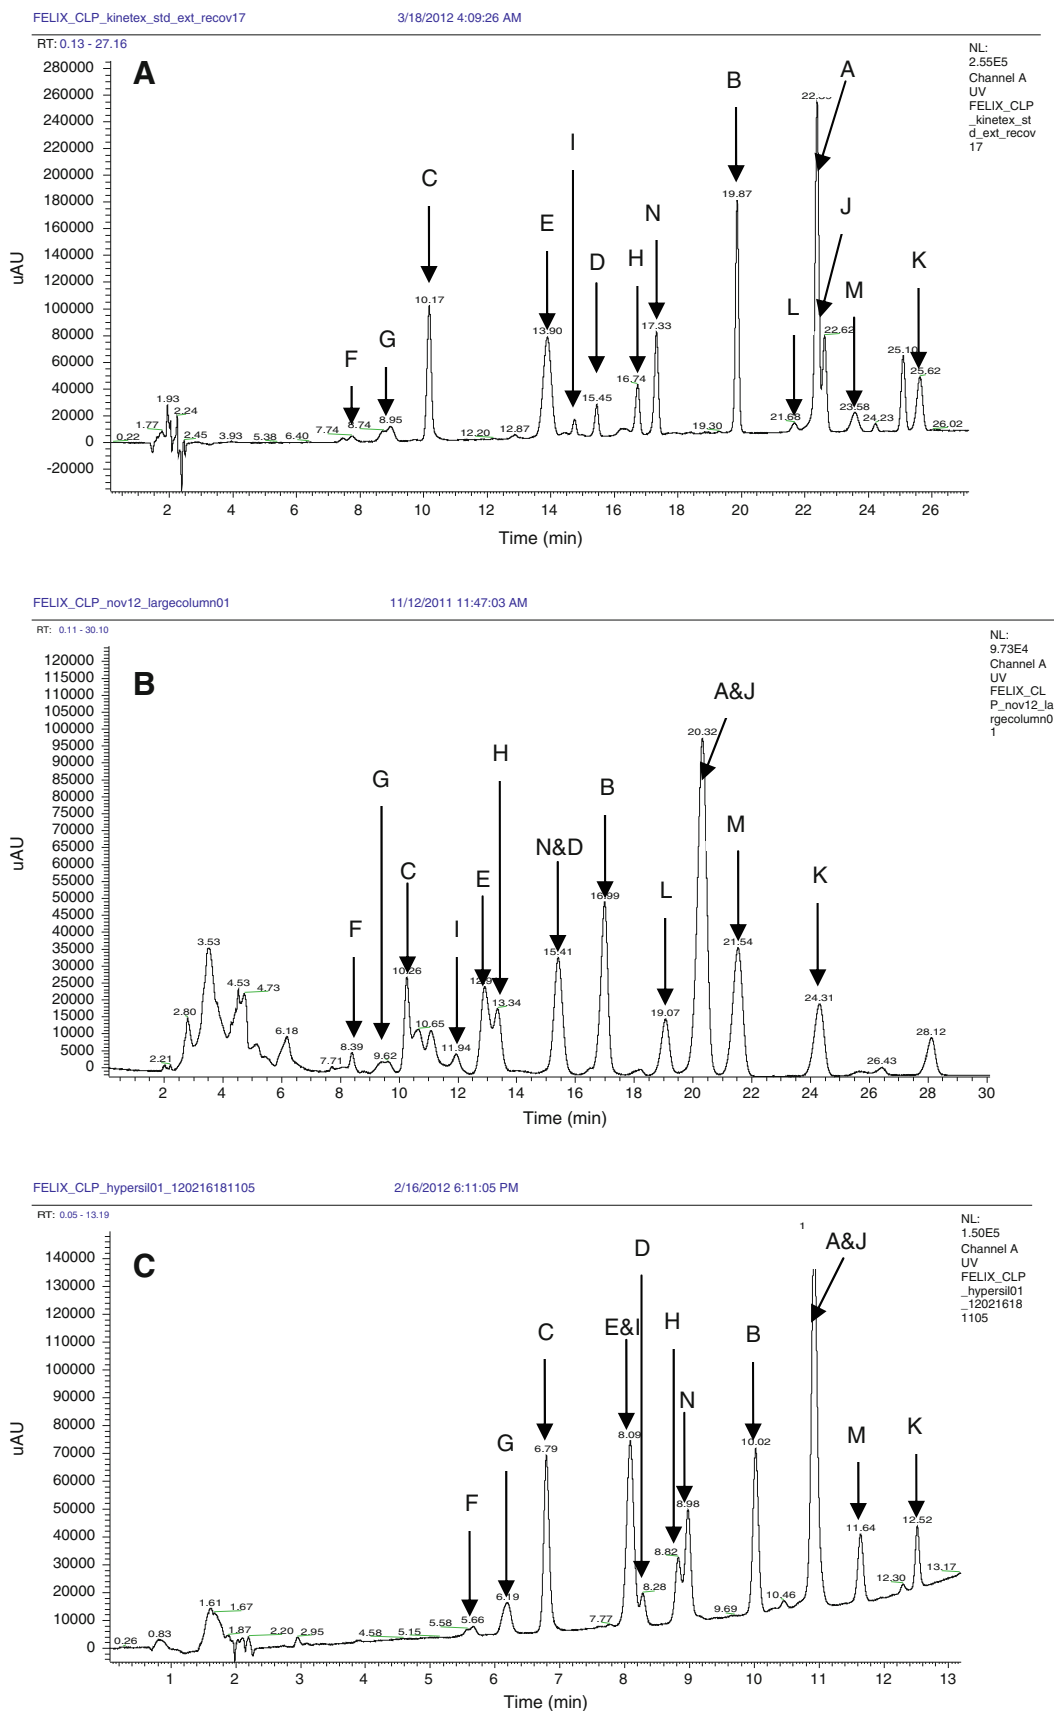 FELIX_CLP_kinetex_std_ext_recov17 3/18/2012 4:09:26 AM
RT: 0.13 - 27.16
NL:
2.55E5
Channel A
UV
FELIX_CLP
_kinetex_st
d_ext_recov
17
A
280000
260000
240000
220000
200000
180000
160000
140000
120000
100000
80000
60000
40000
20000
0
-20000
uAU
F G C E I D H N B L A J M K
0.22 1.77 1.93 2.24 2.45 3.93 5.38 6.40 7.74 8.74 8.95 10.17 12.20 12.87 13.90 15.45 16.74 17.33 19.30 19.87 21.68 22.62 23.58 24.23 25.10 25.62 26.02
2 4 6 8 10 12 14 16 18 20 22 24 26
Time (min)
FELIX_CLP_nov12_largecolumn01 11/12/2011 11:47:03 AM
RT: 0.11 - 30.10
NL:
9.73E4
Channel A
UV
FELIX_CL
P_nov12_la
rgecolumn0
1
B
120000
115000
110000
105000
100000
95000
90000
85000
80000
75000
70000
65000
60000
55000
50000
45000
40000
35000
30000
25000
20000
15000
10000
5000
0
uAU
F G C I E H N&D B L A&J M K
2.21 2.80 3.53 4.53 4.73 6.18 7.71 8.39 9.62 10.26 10.65 11.94 13.34 15.41 16.99 19.07 20.32 21.54 24.31 26.43 28.12
2 4 6 8 10 12 14 16 18 20 22 24 26 28 30
Time (min)
FELIX_CLP_hypersil01_120216181105 2/16/2012 6:11:05 PM
RT: 0.05 - 13.19
NL:
1.50E5
Channel A
UV
FELIX_CLP
_hypersil01
_12021618
1105
C
140000
130000
120000
110000
100000
90000
80000
70000
60000
50000
40000
30000
20000
10000
0
uAU
F G C E&I D H N B 1 A&J M K
0.26 0.83 1.61 1.67 1.87 2.20 2.95 4.58 5.15 5.58 5.66 6.19 6.79 7.77 8.09 8.28 8.82 8.98 9.69 10.02 10.46 11.64 12.30 12.52 13.17
1 2 3 4 5 6 7 8 9 10 11 12 13
Time (min)